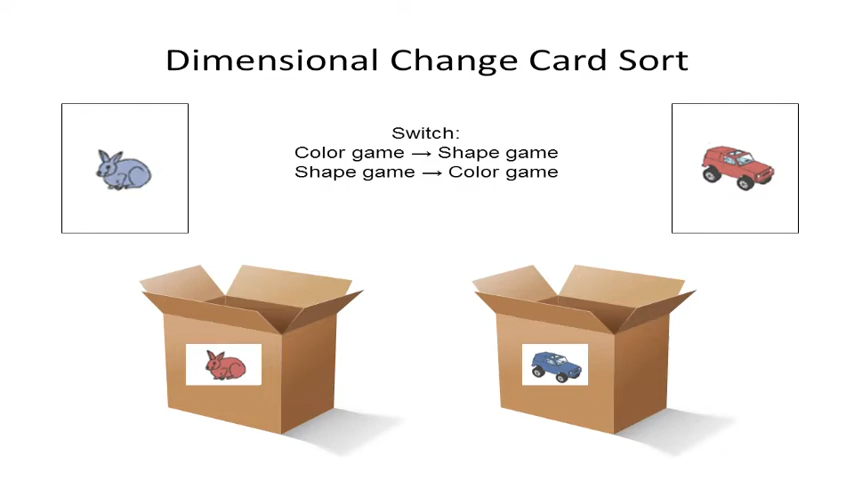 Dimensional Change Card Sort
Switch:
Color game → Shape game
Shape game → Color game